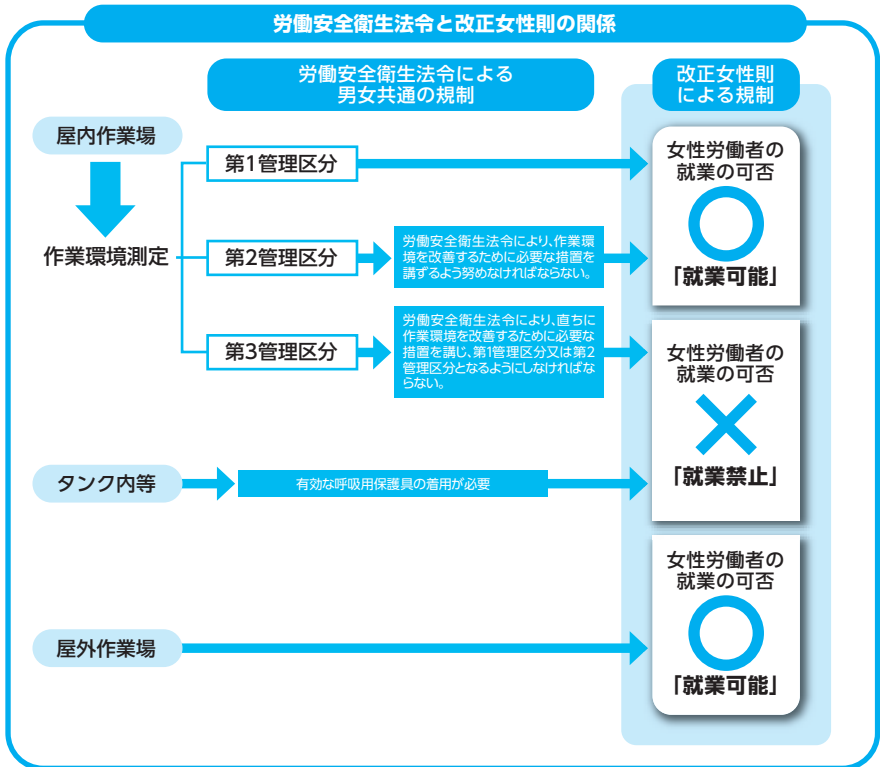 労働安全衛生法令と改正女性則の関係
労働安全衛生法令による
男女共通の規制
改正女性則
による規制
屋内作業場
作業環境測定
第1管理区分
女性労働者の
就業の可否
「就業可能」
第2管理区分
労働安全衛生法令により、作業環
境を改善するために必要な措置を
講ずるよう努めなければならない。
第3管理区分
労働安全衛生法令により、直ちに
作業環境を改善するために必要な
措置を講じ、第1管理区分又は第2
管理区分となるようにしなければな
らない。
女性労働者の
就業の可否
「就業禁止」
タンク内等
有効な呼吸用保護具の着用が必要
屋外作業場
女性労働者の
就業の可否
「就業可能」